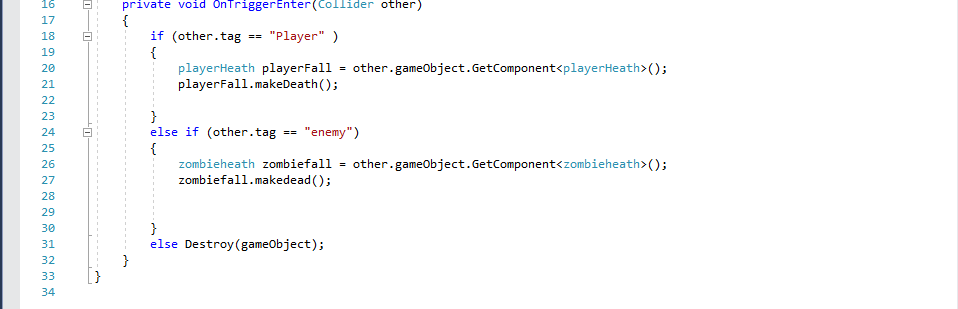 16 private void OnTriggerEnter(Collider other)
17 {
18 if (other.tag == "Player" )
19 {
20 playerHeath playerFall = other.gameObject.GetComponent<playerHeath>();
21 playerFall.makeDeath();
22
23 }
24 else if (other.tag == "enemy")
25 {
26 zombieheath zombiefall = other.gameObject.GetComponent<zombieheath>();
27 zombiefall.makedead();
28
29
30 }
31 else Destroy(gameObject);
32 }
33 }
34